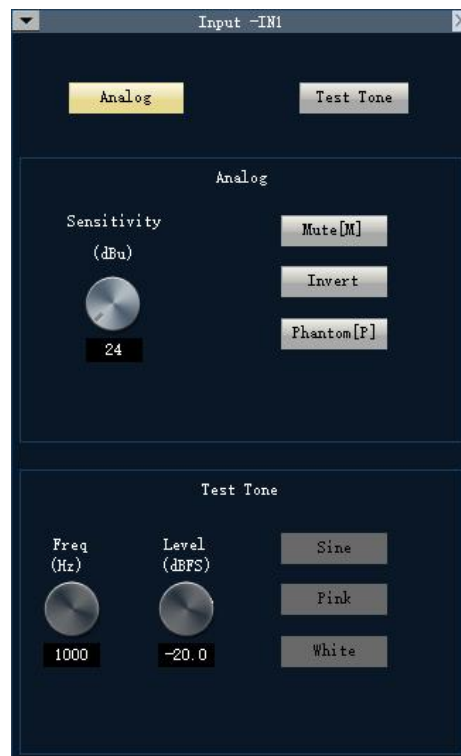 Input -IN1
Analog
Test Tone
Analog
Sensitivity
(dBu)
24
Mute[M]
Invert
Phantom[P]
Test Tone
Freq
(Hz)
1000
Level
(dBFS)
-20.0
Sine
Pink
White